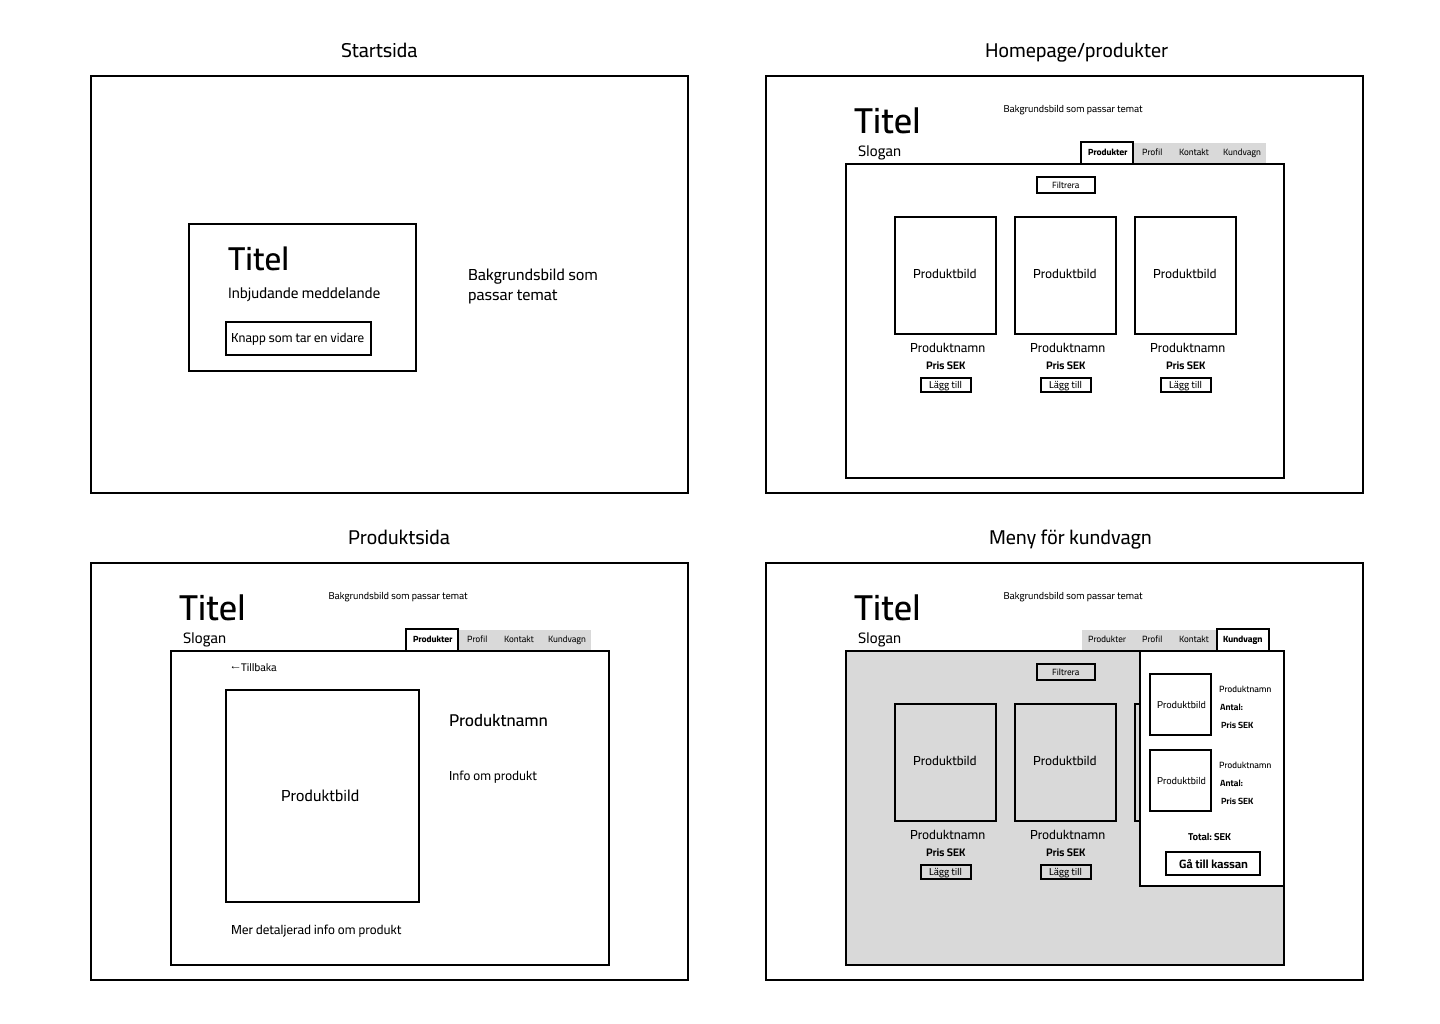 Startsida
Titel
Inbjudande meddelande
Knapp som tar en vidare
Bakgrundsbild som
passar temat
Homepage/produkter
Titel
Bakgrundsbild som passar temat
Slogan
Produkter Profil Kontakt Kundvagn
Filtrera
Produktbild Produktbild Produktbild
Produktnamn Produktnamn Produktnamn
Pris SEK Pris SEK Pris SEK
Lägg till Lägg till Lägg till
Produktsida
Titel
Bakgrundsbild som passar temat
Slogan
Produkter Profil Kontakt Kundvagn
←Tillbaka
Produktbild
Produktnamn
Info om produkt
Mer detaljerad info om produkt
Meny för kundvagn
Titel
Bakgrundsbild som passar temat
Slogan
Produkter Profil Kontakt Kundvagn
Filtrera
Produktbild Produktbild
Produktnamn Produktnamn
Pris SEK Pris SEK
Lägg till Lägg till
Produktbild
Produktnamn
Antal:
Pris SEK
Produktbild
Produktnamn
Antal:
Pris SEK
Total: SEK
Gå till kassan